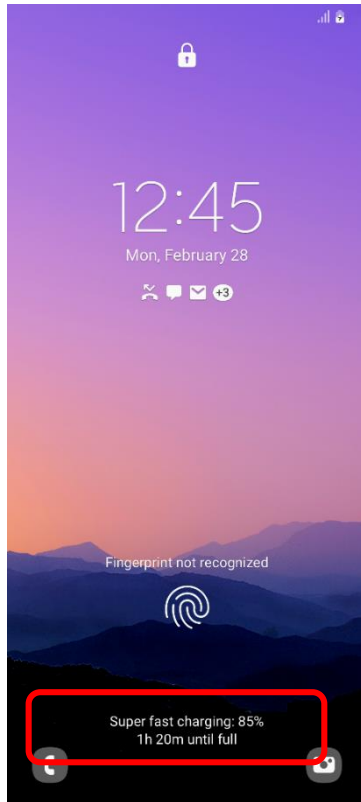 12:45
Mon, February 28
+3
Fingerprint not recognized
Super fast charging: 85%
1h 20m until full